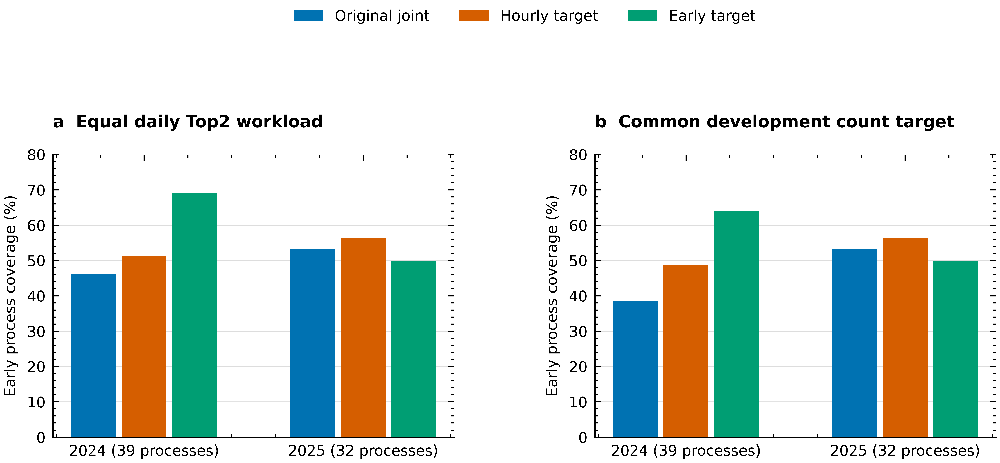 Original joint Hourly target Early target
a Equal daily Top2 workload
80
70
60
50
40
30
20
10
0
Early process coverage (%)
2024 (39 processes) 2025 (32 processes)
b Common development count target
80
70
60
50
40
30
20
10
0
Early process coverage (%)
2024 (39 processes) 2025 (32 processes)